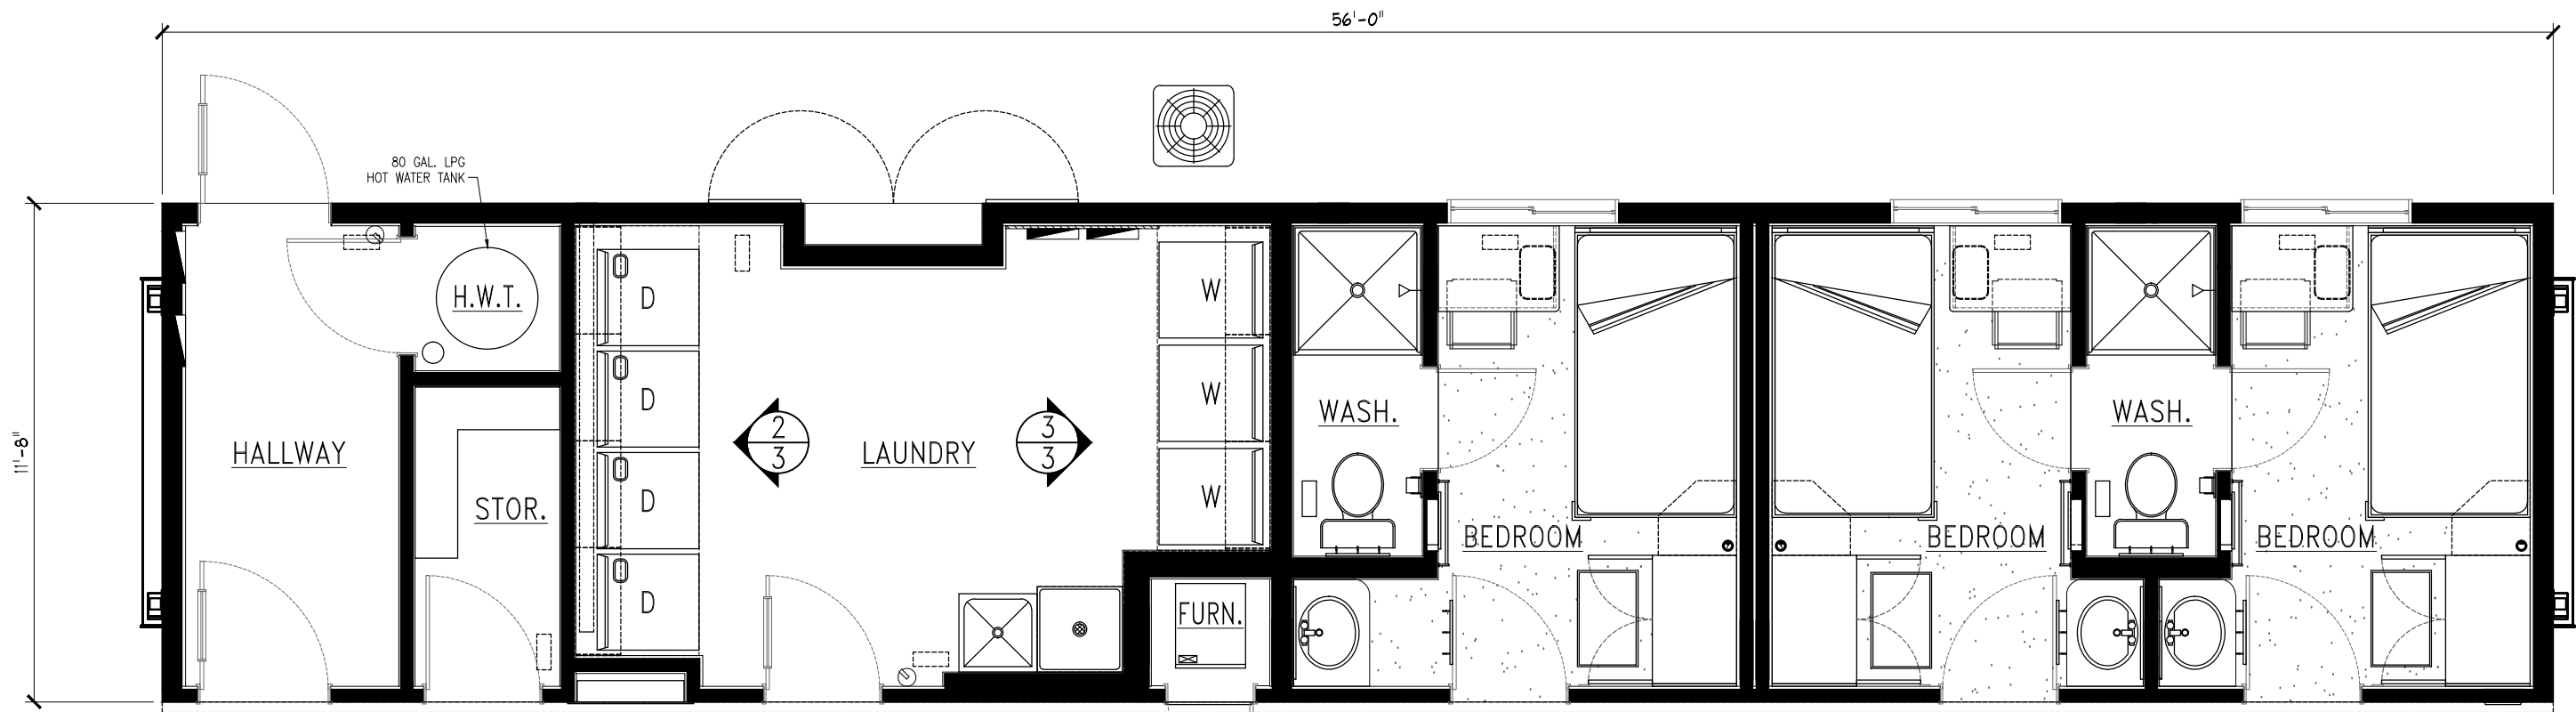 56'-0"
80 GAL. LPG
HOT WATER TANK
11'-8"
H.W.T.
D
W
D
W
WASH.
WASH.
HALLWAY
2
3
LAUNDRY
3
3
STOR.
D
W
BEDROOM
BEDROOM
BEDROOM
D
FURN.